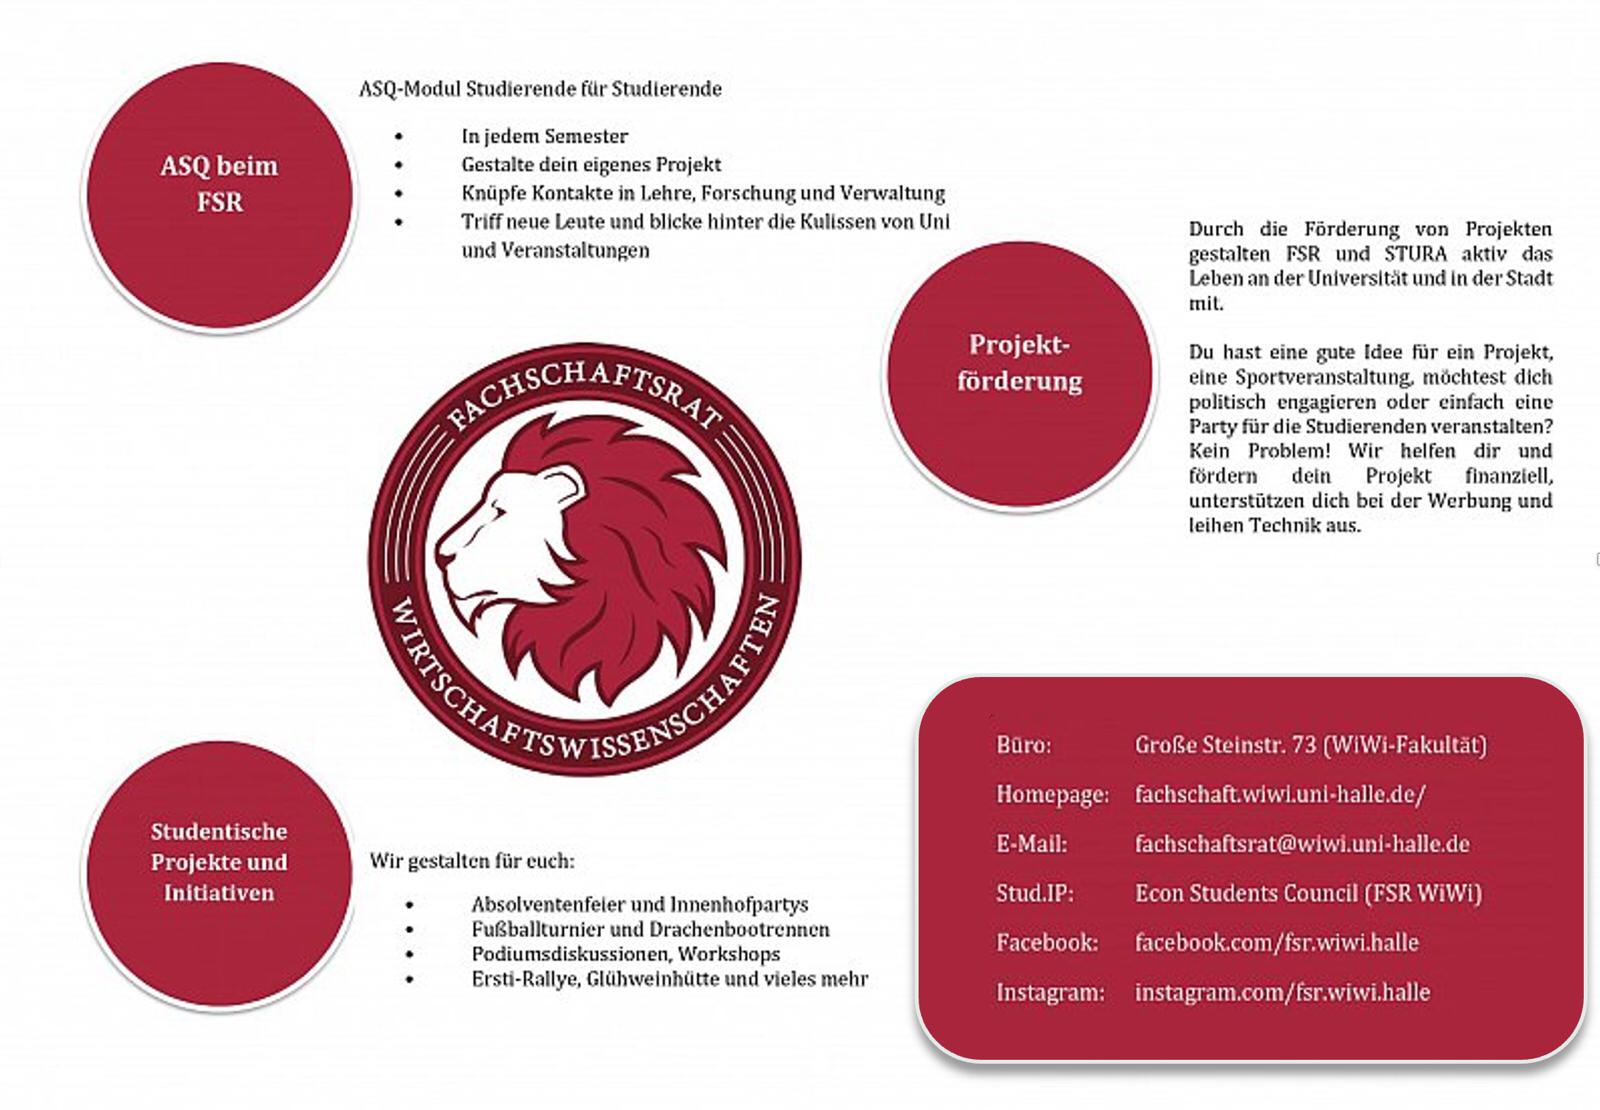 ASQ beim
FSR
ASQ-Modul Studierende für Studierende
• In jedem Semester
• Gestalte dein eigenes Projekt
• Knüpfe Kontakte in Lehre, Forschung und Verwaltung
• Triff neue Leute und blicke hinter die Kulissen von Uni
und Veranstaltungen
Projekt-
förderung
Durch die Förderung von Projekten
gestalten FSR und STURA aktiv das
Leben an der Universität und in der Stadt
mit.
Du hast eine gute Idee für ein Projekt,
eine Sportveranstaltung, möchtest dich
politisch engagieren oder einfach eine
Party für die Studierenden veranstalten?
Kein Problem! Wir helfen dir und
fördern dein Projekt finanziell,
unterstützen dich bei der Werbung und
leihen Technik aus.
FACHSCHAFTSRAT
WIRTSCHAFTSWISSENSCHAFTEN
Studentische
Projekte und
Initiativen
Wir gestalten für euch:
• Absolventenfeier und Innenhofpartys
• Fußballturnier und Drachenbootrennen
• Podiumsdiskussionen, Workshops
• Ersti-Rallye, Glühweinhütte und vieles mehr
Büro: Große Steinstr. 73 (WiWi-Fakultät)
Homepage: fachschaft.wiwi.uni-halle.de/
E-Mail: fachschaftsrat@wiwi.uni-halle.de
Stud.IP: Econ Students Council (FSR WiWi)
Facebook: facebook.com/fsr.wiwi.halle
Instagram: instagram.com/fsr.wiwi.halle